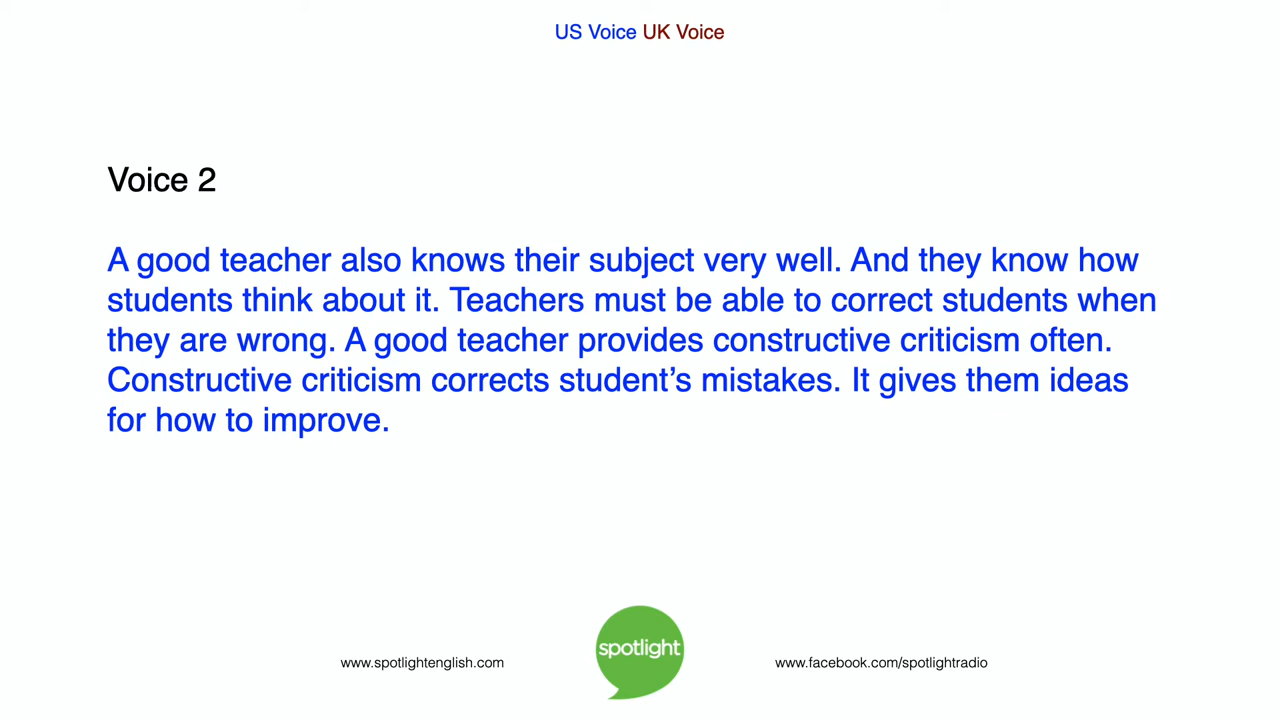 US Voice UK Voice
Voice 2
A good teacher also knows their subject very well. And they know how
students think about it. Teachers must be able to correct students when
they are wrong. A good teacher provides constructive criticism often.
Constructive criticism corrects student’s mistakes. It gives them ideas
for how to improve.
www.spotlightenglish.com
spotlight
www.facebook.com/spotlightradio